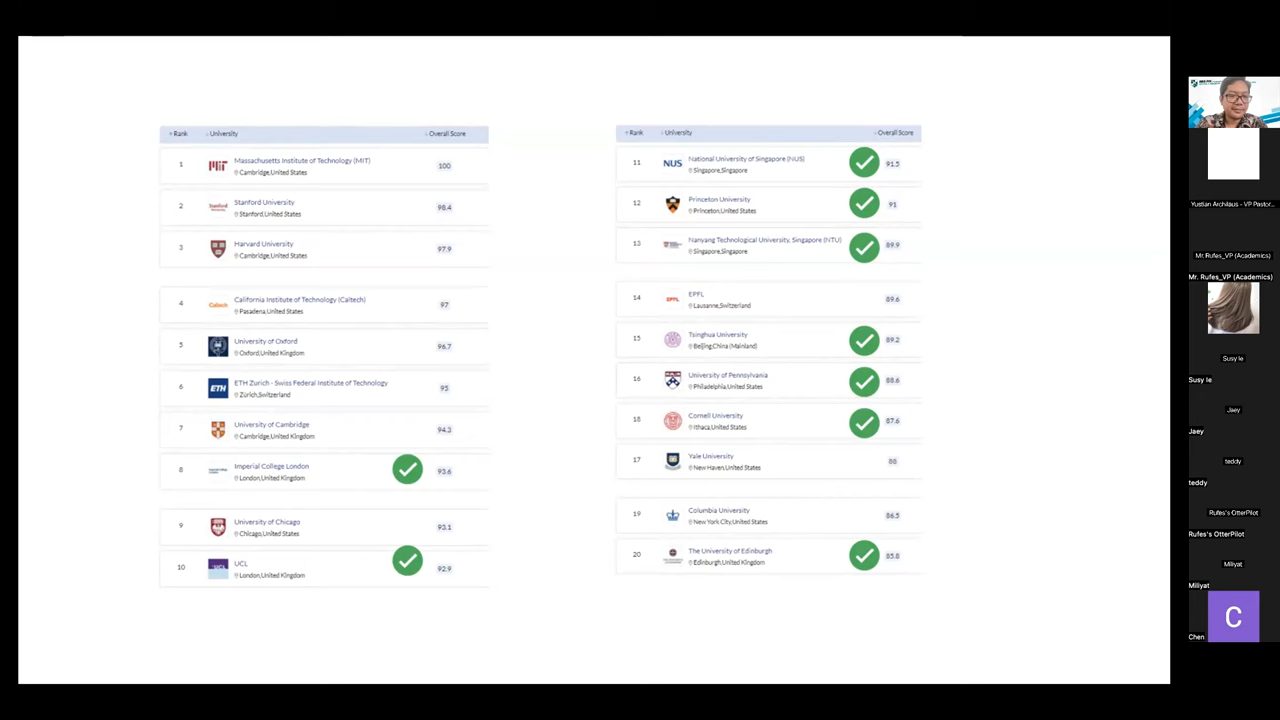 Rank University Overall Score
1 Massachusetts Institute of Technology (MIT) 100
Cambridge,United States
2 Stanford University 98.4
Stanford,United States
3 Harvard University 97.9
Cambridge,United States
4 California Institute of Technology (Caltech) 97
Pasadena,United States
5 University of Oxford 96.7
Oxford,United Kingdom
6 ETH Zurich - Swiss Federal Institute of Technology 95
Zürich,Switzerland
7 University of Cambridge 94.3
Cambridge,United Kingdom
8 Imperial College London 93.6
London,United Kingdom
9 University of Chicago 93.1
Chicago,United States
10 UCL 92.9
London,United Kingdom
Rank University Overall Score
11 NUS National University of Singapore (NUS) 91.5
Singapore,Singapore
12 Princeton University 91
Princeton,United States
13 Nanyang Technological University, Singapore (NTU) 89.9
Singapore,Singapore
14 EPFL EPFL 89.6
Lausanne,Switzerland
15 Tsinghua University 89.2
Beijing,China (Mainland)
16 University of Pennsylvania 88.6
Philadelphia,United States
18 Cornell University 87.6
Ithaca,United States
17 Yale University 88
New Haven,United States
19 Columbia University 86.5
New York City,United States
20 The University of Edinburgh 85.8
Edinburgh,United Kingdom
Yustian Archilaus - VP Pastor...
Mr. Rufes_VP (Academics)
Mr. Rufes_VP (Academics)
Susy Ie
Susy Ie
Jaey
Jaey
teddy
teddy
Rufes's OtterPilot
Rufes's OtterPilot
Miliyat
Miliyat
C
Chen